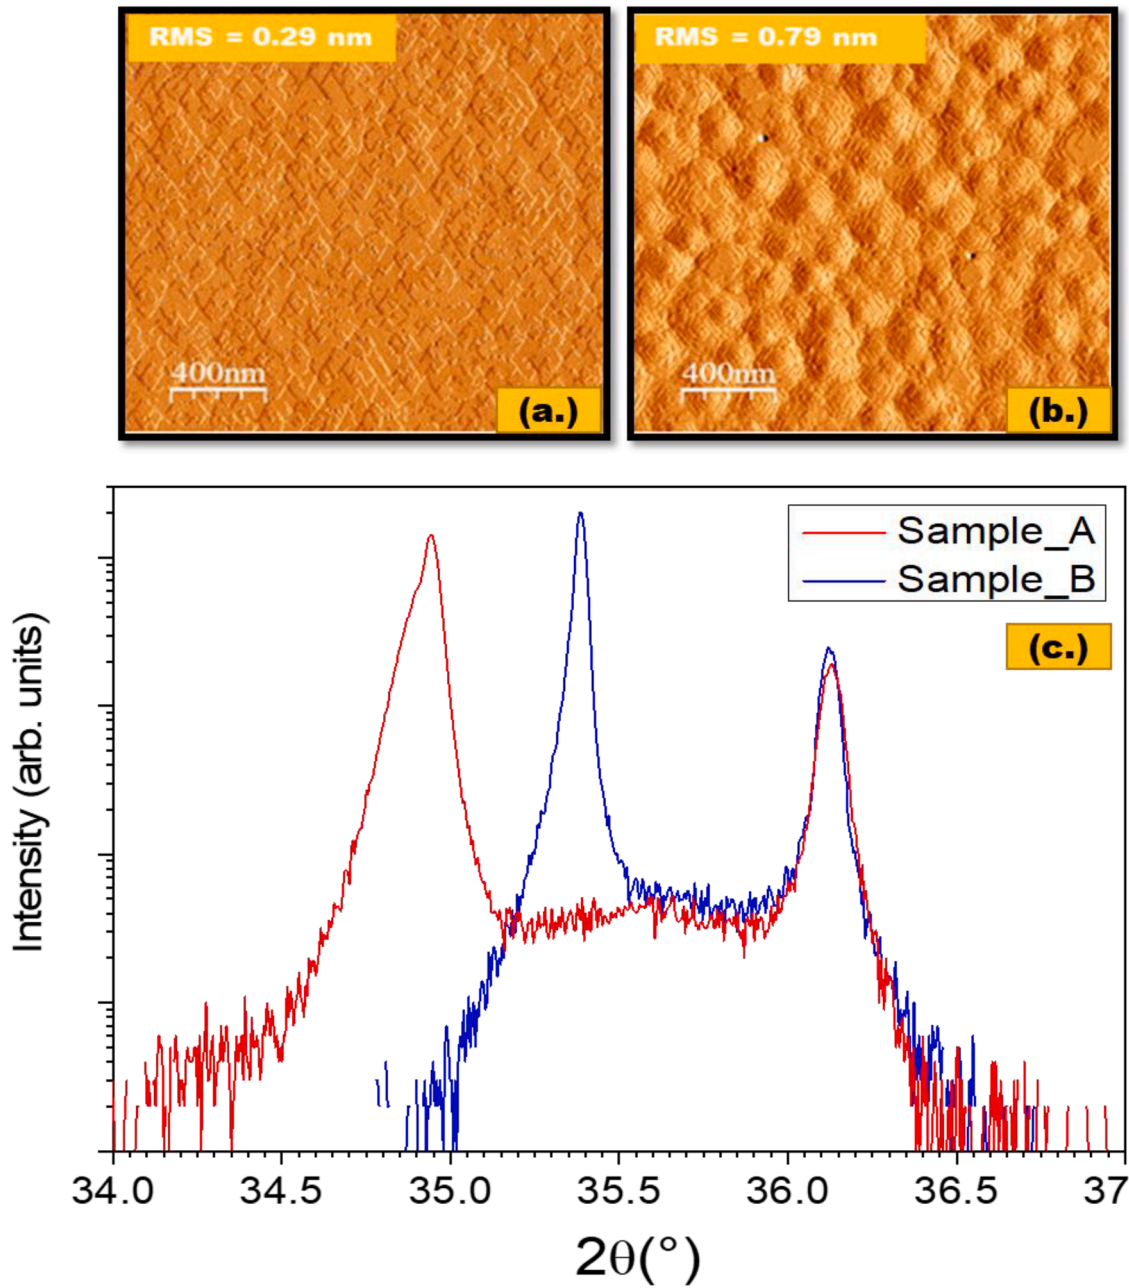 RMS = 0.29 nm
RMS = 0.79 nm
400nm
(a.)
400nm
(b.)
Sample_A
Sample_B
(c.)
Intensity (arb. units)
34.0 34.5 35.0 35.5 36.0 36.5 37
2θ(°)